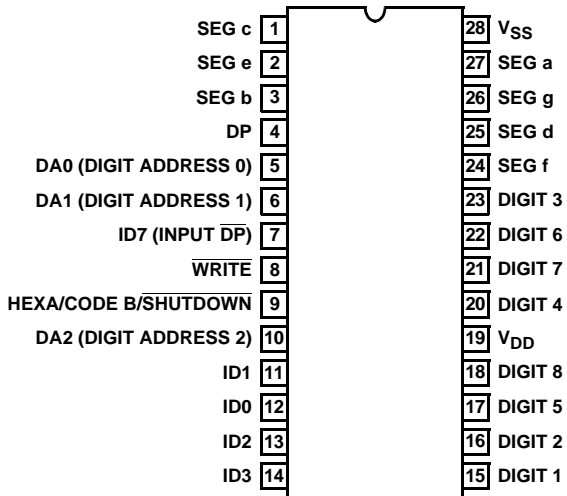 SEG c 1 28 VSS
SEG e 2 27 SEG a
SEG b 3 26 SEG g
DP 4 25 SEG d
DA0 (DIGIT ADDRESS 0) 5 24 SEG f
DA1 (DIGIT ADDRESS 1) 6 23 DIGIT 3
ID7 (INPUT DP) 7 22 DIGIT 6
WRITE 8 21 DIGIT 7
HEXA/CODE B/SHUTDOWN 9 20 DIGIT 4
DA2 (DIGIT ADDRESS 2) 10 19 VDD
ID1 11 18 DIGIT 8
ID0 12 17 DIGIT 5
ID2 13 16 DIGIT 2
ID3 14 15 DIGIT 1